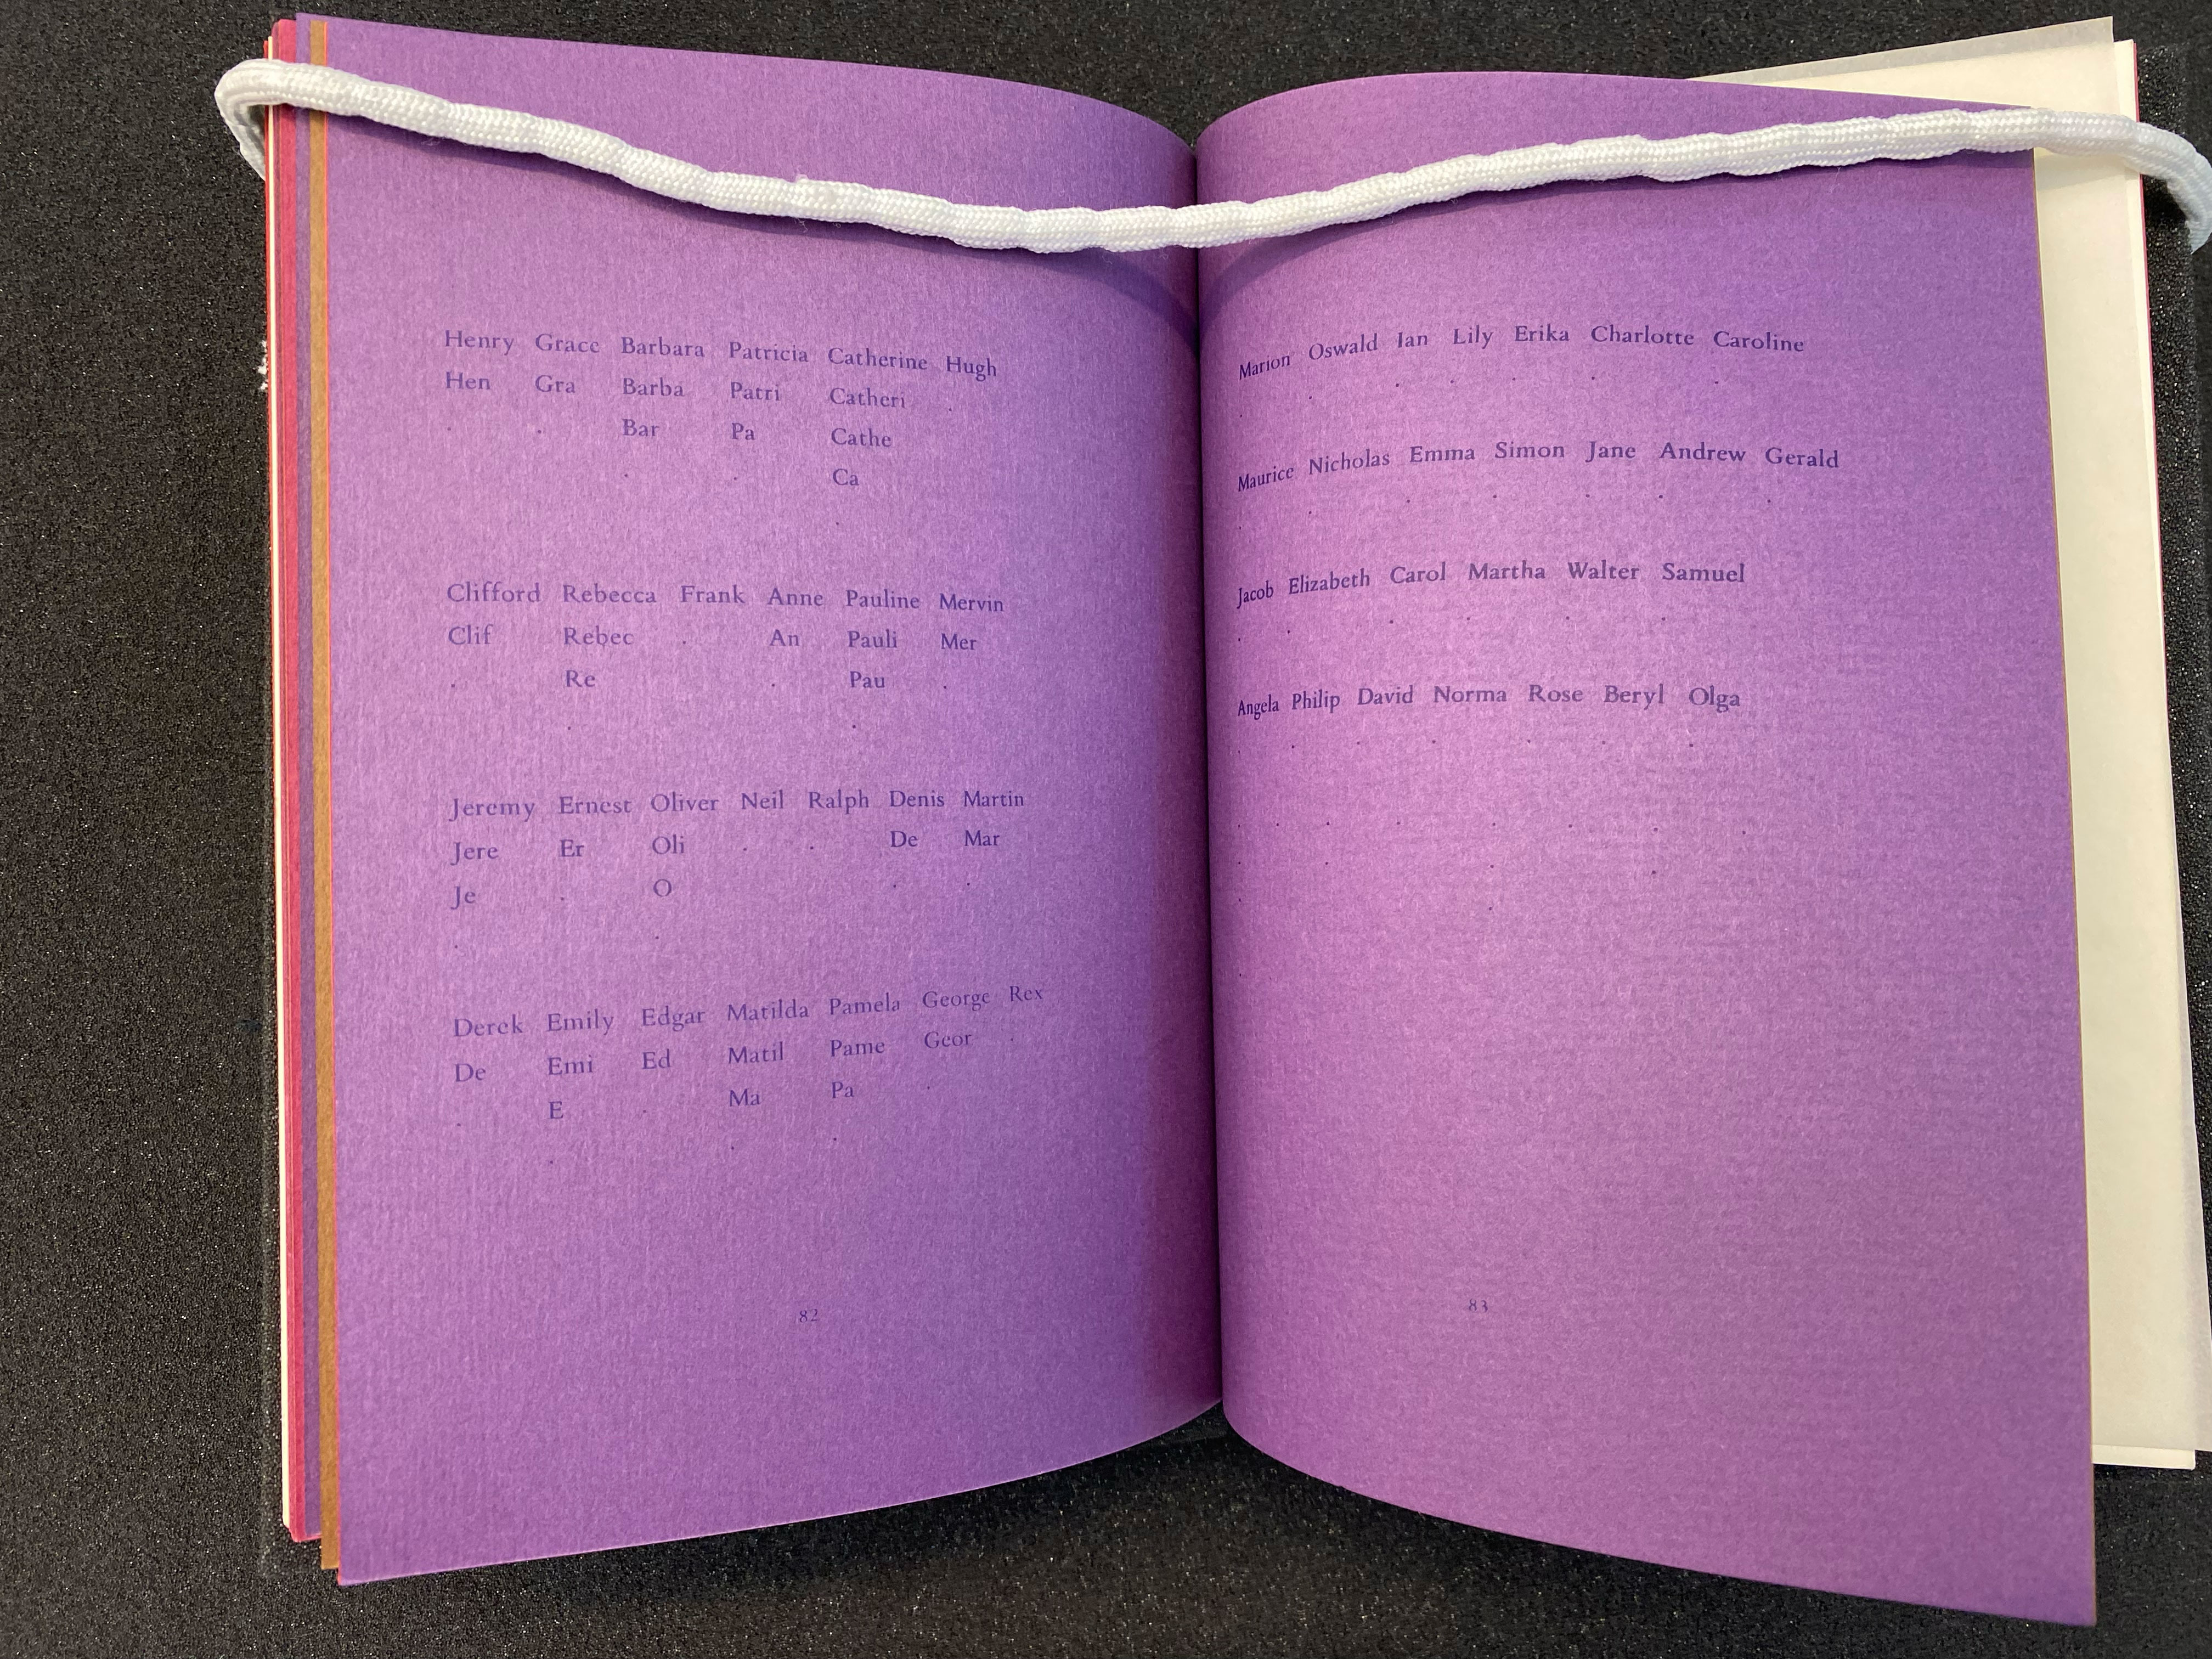 Henry Grace Barbara Patricia Catherine Hugh
Hen Gra Barba Patri Catheri .
. . Bar Pa Cathe
. . Ca
.
Clifford Rebecca Frank Anne Pauline Mervin
Clif Rebec . An Pauli Mer
. Re . Pau .
. .
Jeremy Ernest Oliver Neil Ralph Denis Martin
Jere Er Oli . . De Mar
Je . O . .
. .
Derek Emily Edgar Matilda Pamela George Rex
De Emi Ed Matil Pame Geor .
. E . Ma Pa .
. . .
82
Marion Oswald Ian Lily Erika Charlotte Caroline
. . . . . . .
Maurice Nicholas Emma Simon Jane Andrew Gerald
. . . . . . .
Jacob Elizabeth Carol Martha Walter Samuel
. . . . . .
Angela Philip David Norma Rose Beryl Olga
. . . . . . .
. . . . . . . .
. . .
. .
.
83